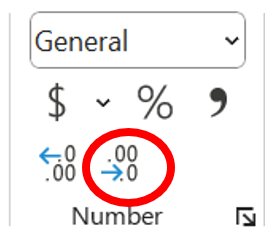 General
$ % ,
←.0 .00
.00 →.0
Number